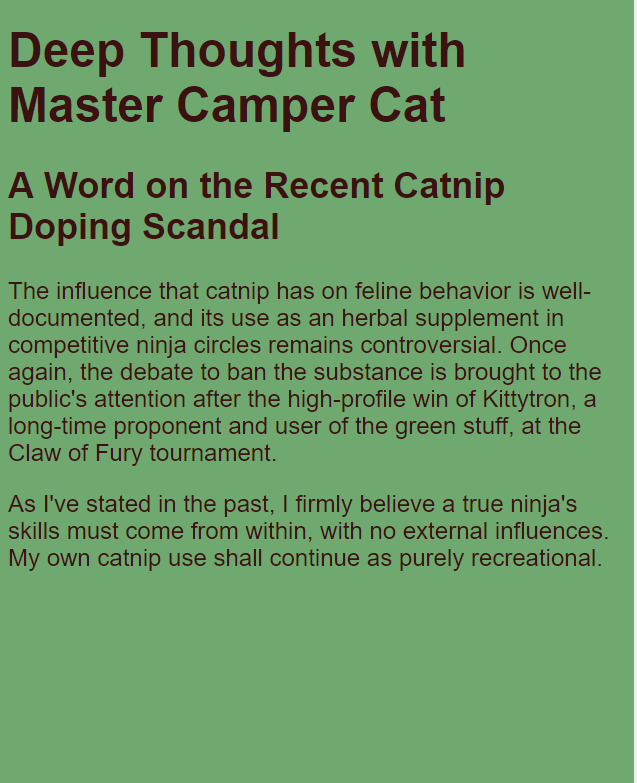 Deep Thoughts with
Master Camper Cat
A Word on the Recent Catnip
Doping Scandal
The influence that catnip has on feline behavior is well-
documented, and its use as an herbal supplement in
competitive ninja circles remains controversial. Once
again, the debate to ban the substance is brought to the
public's attention after the high-profile win of Kittytron, a
long-time proponent and user of the green stuff, at the
Claw of Fury tournament.
As I've stated in the past, I firmly believe a true ninja's
skills must come from within, with no external influences.
My own catnip use shall continue as purely recreational.